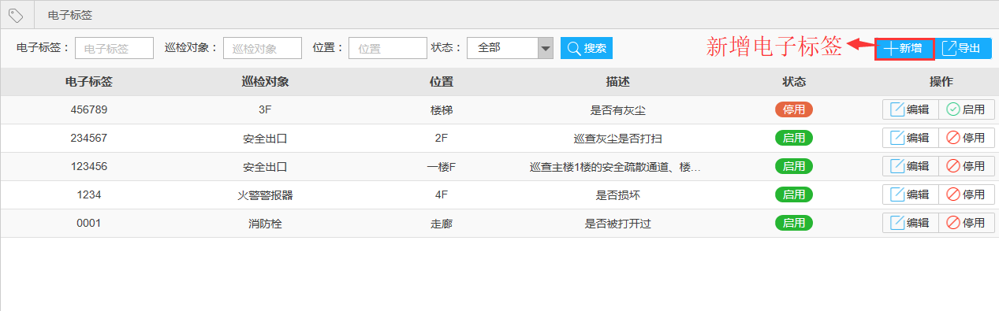 电子标签
电子标签： 电子标签 巡检对象： 巡检对象 位置： 位置 状态： 全部 搜索 新增电子标签 新增 导出
电子标签 巡检对象 位置 描述 状态 操作
456789 3F 楼梯 是否有灰尘 停用 编辑 启用
234567 安全出口 2F 巡查灰尘是否打扫 启用 编辑 停用
123456 安全出口 一楼F 巡查主楼1楼的安全疏散通道、楼... 启用 编辑 停用
1234 火警警报器 4F 是否损坏 启用 编辑 停用
0001 消防栓 走廊 是否被打开过 启用 编辑 停用